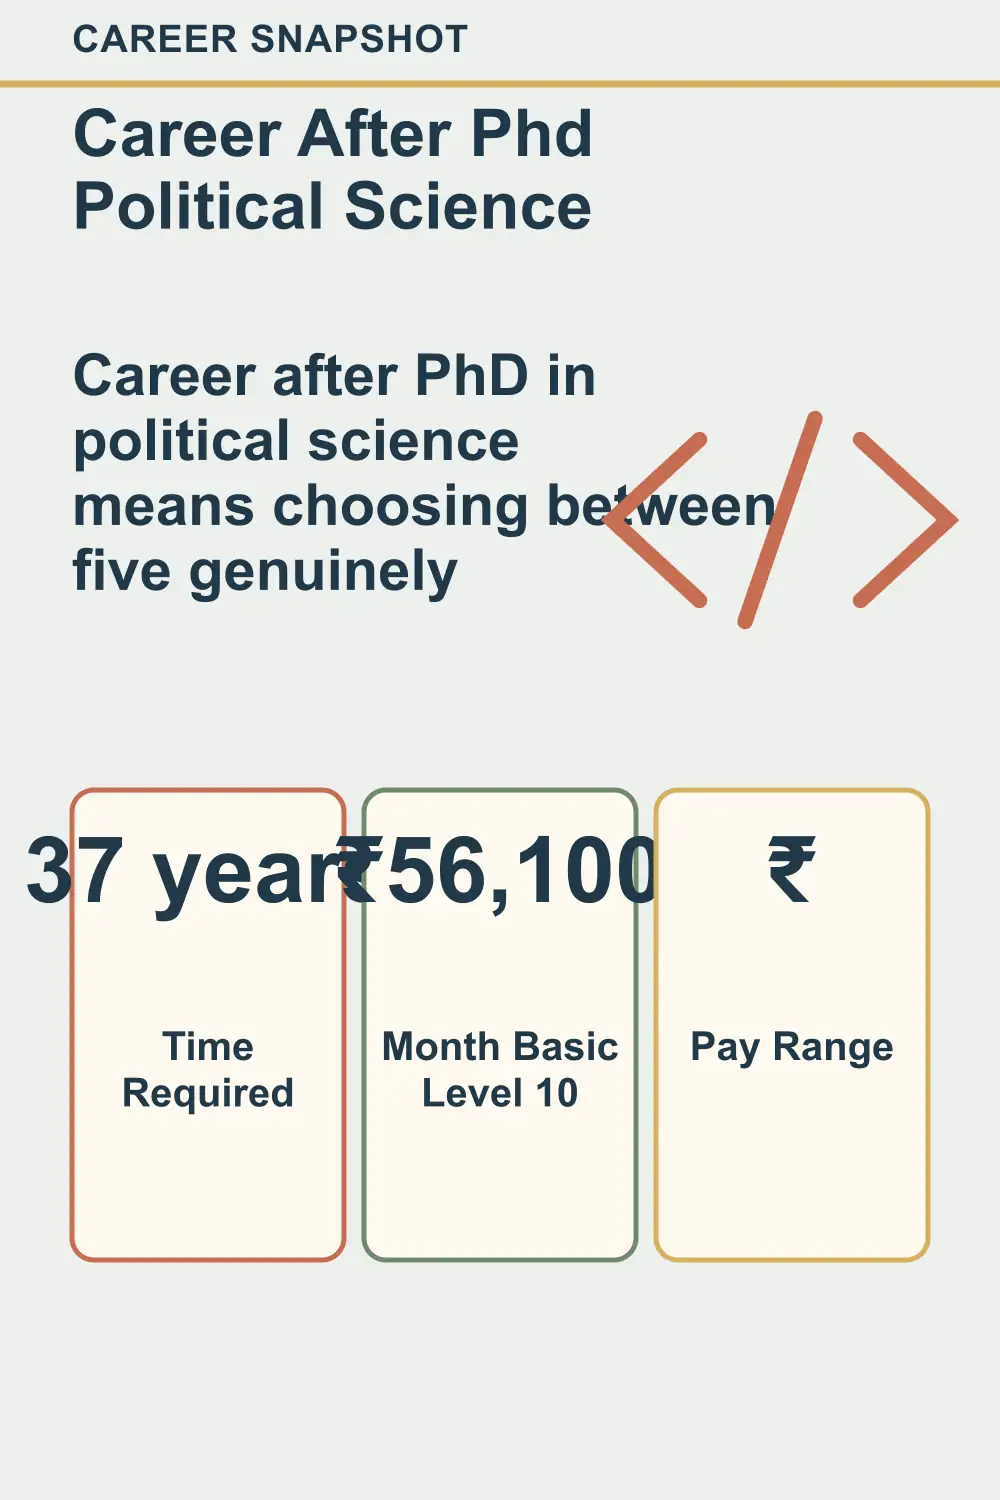 CAREER SNAPSHOT
Career After Phd
Political Science
Career after PhD in
political science
means choosing between
five genuinely
</>
37 year
₹56,100
₹
Time
Required
Month Basic
Level 10
Pay Range